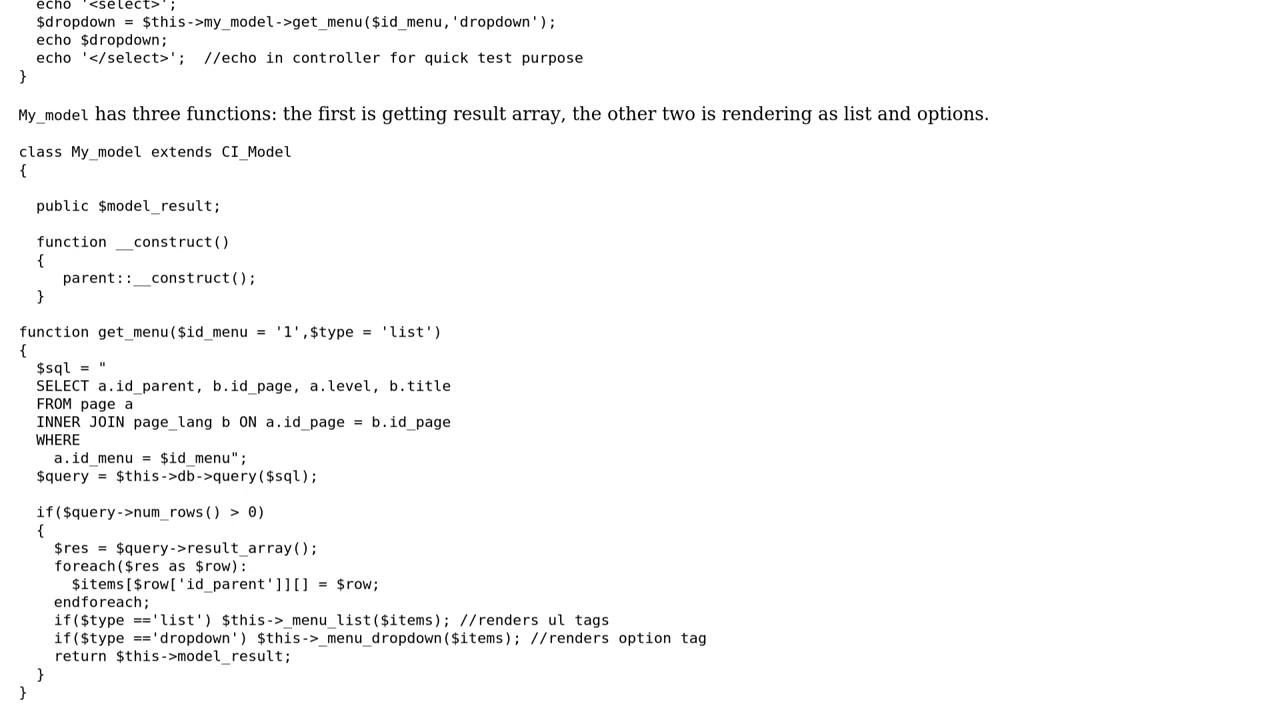 echo '<select>';
$dropdown = $this->my_model->get_menu($id_menu,'dropdown');
echo $dropdown;
echo '</select>';  //echo in controller for quick test purpose
}
My_model has three functions: the first is getting result array, the other two is rendering as list and options.
class My_model extends CI_Model
{
public $model_result;
function __construct()
{
parent::__construct();
}
function get_menu($id_menu = '1',$type = 'list')
{
$sql = "
SELECT a.id_parent, b.id_page, a.level, b.title
FROM page a
INNER JOIN page_lang b ON a.id_page = b.id_page
WHERE
a.id_menu = $id_menu";
$query = $this->db->query($sql);
if($query->num_rows() > 0)
{
$res = $query->result_array();
foreach($res as $row):
$items[$row['id_parent']][] = $row;
endforeach;
if($type =='list') $this->_menu_list($items); //renders ul tags
if($type =='dropdown') $this->_menu_dropdown($items); //renders option tag
return $this->model_result;
}
}